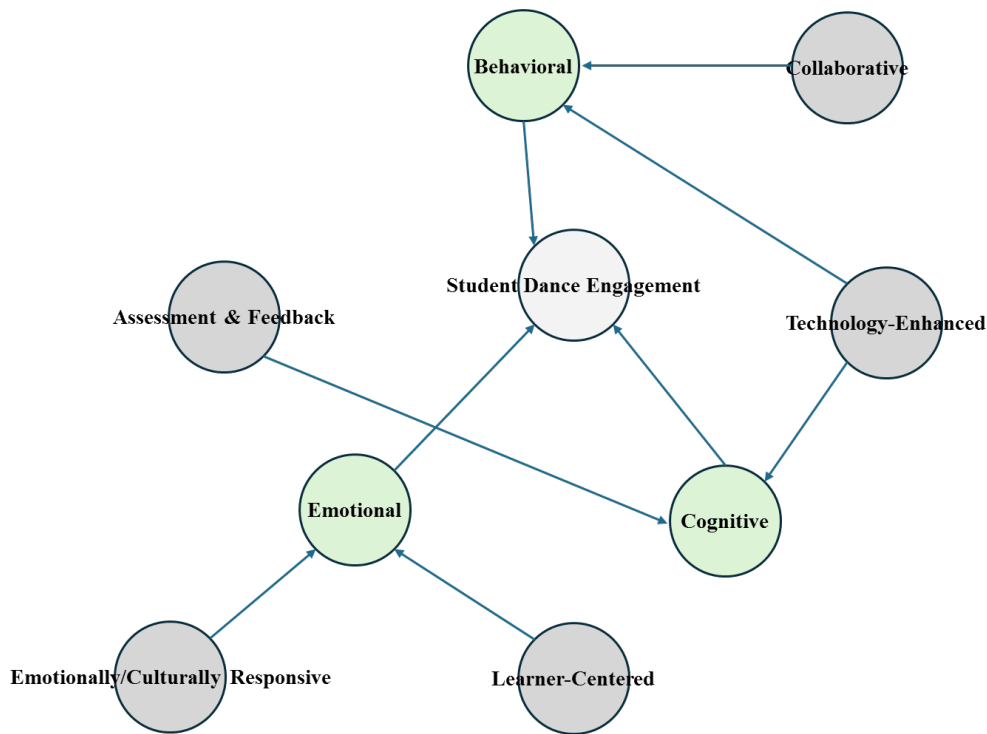 Behavioral
Collaborative
Student Dance Engagement
Assessment & Feedback
Technology-Enhanced
Emotional
Cognitive
Emotionally/Culturally Responsive
Learner-Centered